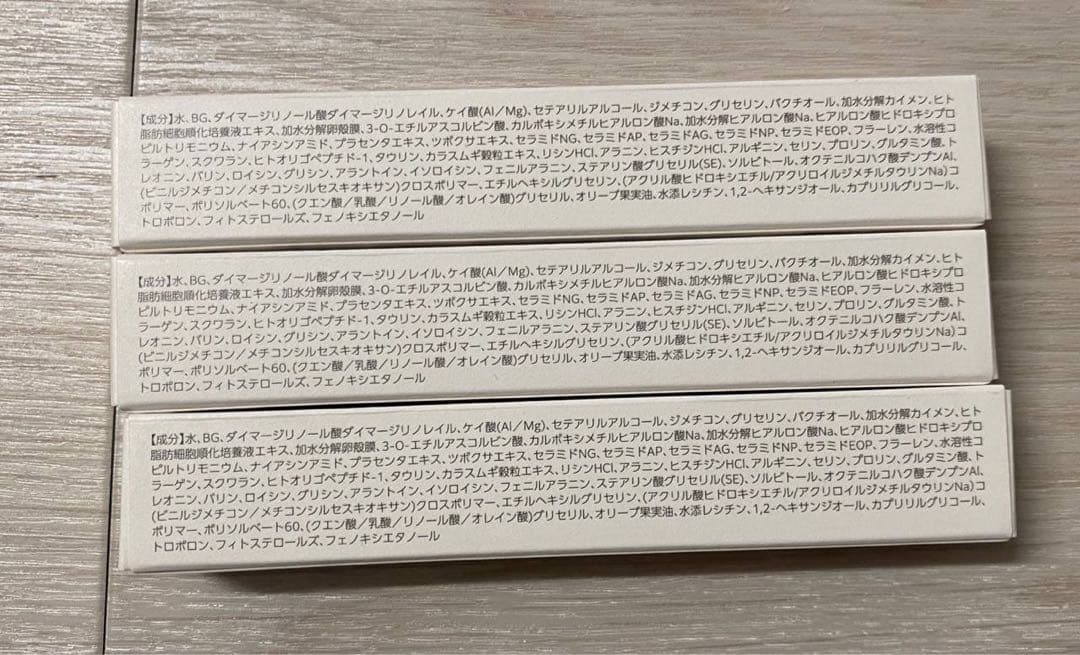 【成分】水、BG、ダイマージリノール酸ダイマージリノレイル、ケイ酸(Al／Mg)、セテアリルアルコール、ジメチコン、グリセリン、バクチオール、加水分解カイメン、ヒト
脂肪細胞順化培養液エキス、加水分解卵殻膜、3-O-エチルアスコルビン酸、カルボキシメチルヒアルロン酸Na、加水分解ヒアルロン酸Na、ヒアルロン酸ヒドロキシプロ
ピルトリモニウム、ナイアシンアミド、プラセンタエキス、ツボクサエキス、セラミドNG、セラミドAP、セラミドAG、セラミドNP、セラミドEOP、フラーレン、水溶性コ
ラーゲン、スクワラン、ヒトオリゴペプチド-1、タウリン、カラスムギ穀粒エキス、リシンHCl、アラニン、ヒスチジンHCl、アルギニン、セリン、プロリン、グルタミン酸、ト
レオニン、バリン、ロイシン、グリシン、アラントイン、イソロイシン、フェニルアラニン、ステアリン酸グリセリル(SE)、ソルビトール、オクテニルコハク酸デンプンAl、
(ビニルジメチコン／メチコンシルセスキオキサン)クロスポリマー、エチルヘキシルグリセリン、(アクリル酸ヒドロキシエチル/アクリロイルジメチルタウリンNa)コ
ポリマー、ポリソルベート60、(クエン酸／乳酸／リノール酸／オレイン酸)グリセリル、オリーブ果実油、水添レシチン、1,2-ヘキサンジオール、カプリリルグリコール、
トロポロン、フィトステロールズ、フェノキシエタノール
【成分】水、BG、ダイマージリノール酸ダイマージリノレイル、ケイ酸(Al／Mg)、セテアリルアルコール、ジメチコン、グリセリン、バクチオール、加水分解カイメン、ヒト
脂肪細胞順化培養液エキス、加水分解卵殻膜、3-O-エチルアスコルビン酸、カルボキシメチルヒアルロン酸Na、加水分解ヒアルロン酸Na、ヒアルロン酸ヒドロキシプロ
ピルトリモニウム、ナイアシンアミド、プラセンタエキス、ツボクサエキス、セラミドNG、セラミドAP、セラミドAG、セラミドNP、セラミドEOP、フラーレン、水溶性コ
ラーゲン、スクワラン、ヒトオリゴペプチド-1、タウリン、カラスムギ穀粒エキス、リシンHCl、アラニン、ヒスチジンHCl、アルギニン、セリン、プロリン、グルタミン酸、ト
レオニン、バリン、ロイシン、グリシン、アラントイン、イソロイシン、フェニルアラニン、ステアリン酸グリセリル(SE)、ソルビトール、オクテニルコハク酸デンプンAl、
(ビニルジメチコン／メチコンシルセスキオキサン)クロスポリマー、エチルヘキシルグリセリン、(アクリル酸ヒドロキシエチル/アクリロイルジメチルタウリンNa)コ
ポリマー、ポリソルベート60、(クエン酸／乳酸／リノール酸／オレイン酸)グリセリル、オリーブ果実油、水添レシチン、1,2-ヘキサンジオール、カプリリルグリコール、
トロポロン、フィトステロールズ、フェノキシエタノール
【成分】水、BG、ダイマージリノール酸ダイマージリノレイル、ケイ酸(Al／Mg)、セテアリルアルコール、ジメチコン、グリセリン、バクチオール、加水分解カイメン、ヒト
脂肪細胞順化培養液エキス、加水分解卵殻膜、3-O-エチルアスコルビン酸、カルボキシメチルヒアルロン酸Na、加水分解ヒアルロン酸Na、ヒアルロン酸ヒドロキシプロ
ピルトリモニウム、ナイアシンアミド、プラセンタエキス、ツボクサエキス、セラミドNG、セラミドAP、セラミドAG、セラミドNP、セラミドEOP、フラーレン、水溶性コ
ラーゲン、スクワラン、ヒトオリゴペプチド-1、タウリン、カラスムギ穀粒エキス、リシンHCl、アラニン、ヒスチジンHCl、アルギニン、セリン、プロリン、グルタミン酸、ト
レオニン、バリン、ロイシン、グリシン、アラントイン、イソロイシン、フェニルアラニン、ステアリン酸グリセリル(SE)、ソルビトール、オクテニルコハク酸デンプンAl、
(ビニルジメチコン／メチコンシルセスキオキサン)クロスポリマー、エチルヘキシルグリセリン、(アクリル酸ヒドロキシエチル/アクリロイルジメチルタウリンNa)コ
ポリマー、ポリソルベート60、(クエン酸／乳酸／リノール酸／オレイン酸)グリセリル、オリーブ果実油、水添レシチン、1,2-ヘキサンジオール、カプリリルグリコール、
トロポロン、フィトステロールズ、フェノキシエタノール